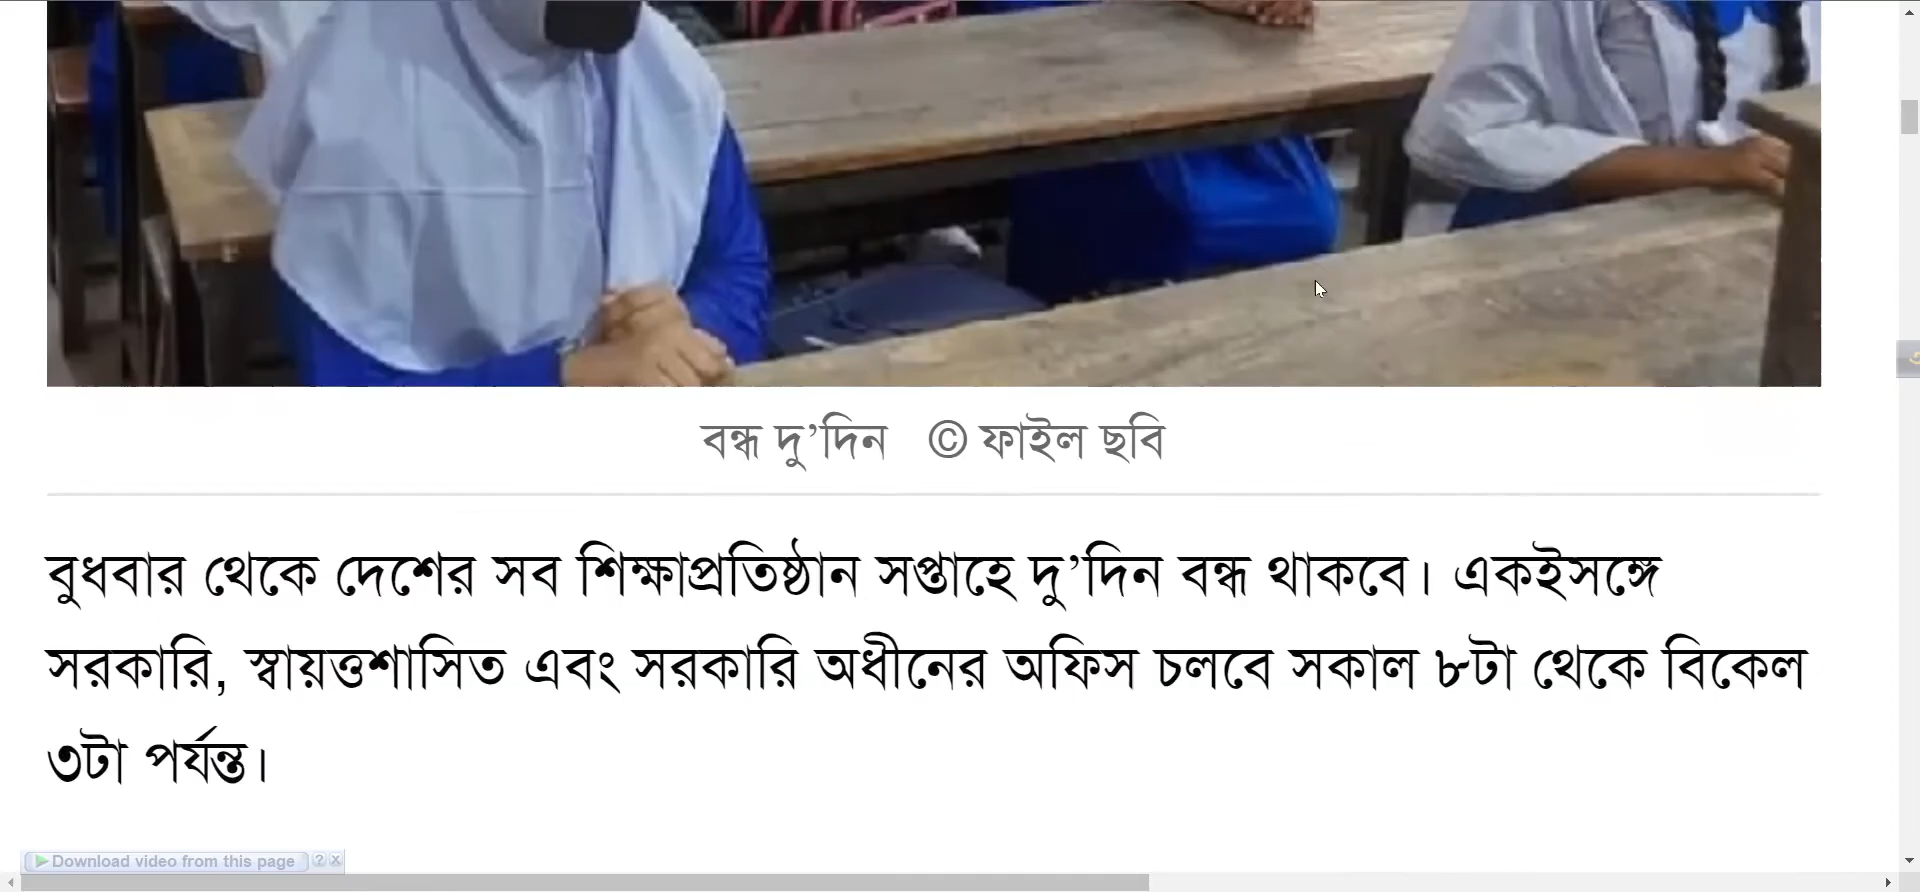 বন্ধ দু’দিন © ফাইল ছবি
বুধবার থেকে দেশের সব শিক্ষাপ্রতিষ্ঠান সপ্তাহে দু’দিন বন্ধ থাকবে। একইসঙ্গে
সরকারি, স্বায়ত্তশাসিত এবং সরকারি অধীনের অফিস চলবে সকাল ৮টা থেকে বিকেল
৩টা পর্যন্ত।
Download video from this page ? x